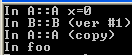 In A::A x=0
In B::B (ver #1)
In A::A (copy)
In foo